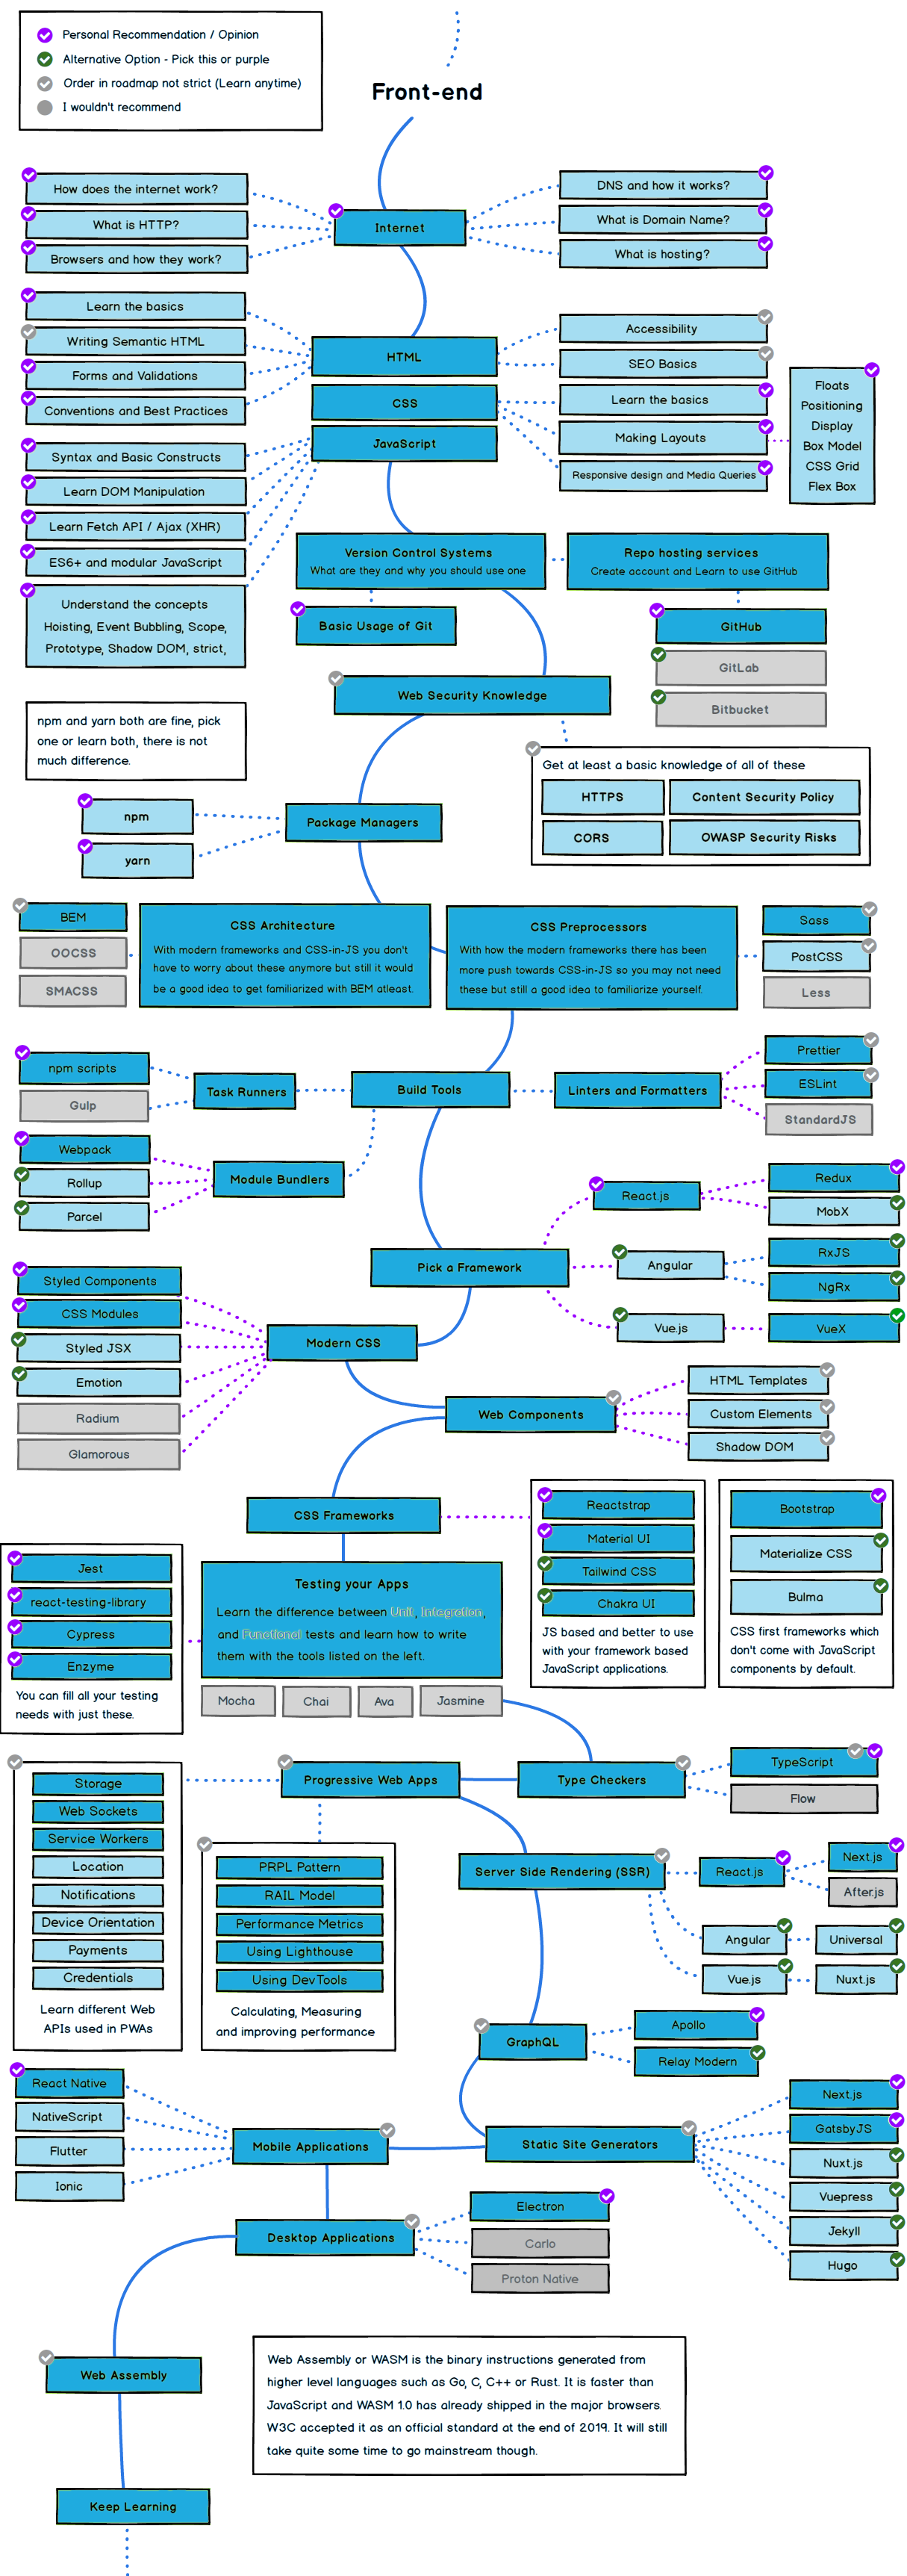 Personal Recommendation / Opinion
Alternative Option - Pick this or purple
Order in roadmap not strict (Learn anytime)
I wouldn't recommend
Front-end
How does the internet work?
What is HTTP?
Browsers and how they work?
Internet
DNS and how it works?
What is Domain Name?
What is hosting?
Learn the basics
Writing Semantic HTML
Forms and Validations
Conventions and Best Practices
HTML
Accessibility
SEO Basics
CSS
Learn the basics
Making Layouts
Responsive design and Media Queries
Floats
Positioning
Display
Box Model
CSS Grid
Flex Box
JavaScript
Syntax and Basic Constructs
Learn DOM Manipulation
Learn Fetch API / Ajax (XHR)
ES6+ and modular JavaScript
Understand the concepts
Hoisting, Event Bubbling, Scope,
Prototype, Shadow DOM, strict,
Version Control Systems
What are they and why you should use one
Repo hosting services
Create account and Learn to use GitHub
Basic Usage of Git
GitHub
GitLab
Bitbucket
Web Security Knowledge
Get at least a basic knowledge of all of these
HTTPS
Content Security Policy
CORS
OWASP Security Risks
npm and yarn both are fine, pick
one or learn both, there is not
much difference.
npm
yarn
Package Managers
BEM
OOCSS
SMACSS
CSS Architecture
With modern frameworks and CSS-in-JS you don't
have to worry about these anymore but still it would
be a good idea to get familiarized with BEM atleast.
CSS Preprocessors
With how the modern frameworks there has been
more push towards CSS-in-JS so you may not need
these but still a good idea to familiarize yourself.
Sass
PostCSS
Less
npm scripts
Gulp
Task Runners
Build Tools
Linters and Formatters
Prettier
ESLint
StandardJS
Webpack
Rollup
Parcel
Module Bundlers
Pick a Framework
React.js
Redux
MobX
Angular
RxJS
NgRx
Vue.js
VueX
Styled Components
CSS Modules
Styled JSX
Emotion
Radium
Glamorous
Modern CSS
Web Components
HTML Templates
Custom Elements
Shadow DOM
CSS Frameworks
Reactstrap
Material UI
Tailwind CSS
Chakra UI
JS based and better to use
with your framework based
JavaScript applications.
Bootstrap
Materialize CSS
Bulma
CSS first frameworks which
don't come with JavaScript
components by default.
Jest
react-testing-library
Cypress
Enzyme
You can fill all your testing
needs with just these.
Testing your Apps
Learn the difference between Unit, Integration,
and Functional tests and learn how to write
them with the tools listed on the left.
Mocha
Chai
Ava
Jasmine
Progressive Web Apps
Type Checkers
TypeScript
Flow
Storage
Web Sockets
Service Workers
Location
Notifications
Device Orientation
Payments
Credentials
Learn different Web
APIs used in PWAs
PRPL Pattern
RAIL Model
Performance Metrics
Using Lighthouse
Using DevTools
Calculating, Measuring
and improving performance
Server Side Rendering (SSR)
React.js
Next.js
After.js
Angular
Universal
Vue.js
Nuxt.js
GraphQL
Apollo
Relay Modern
React Native
NativeScript
Flutter
Ionic
Mobile Applications
Static Site Generators
Next.js
GatsbyJS
Nuxt.js
Vuepress
Jekyll
Hugo
Desktop Applications
Electron
Carlo
Proton Native
Web Assembly
Web Assembly or WASM is the binary instructions generated from
higher level languages such as Go, C, C++ or Rust. It is faster than
JavaScript and WASM 1.0 has already shipped in the major browsers.
W3C accepted it as an official standard at the end of 2019. It will still
take quite some time to go mainstream though.
Keep Learning